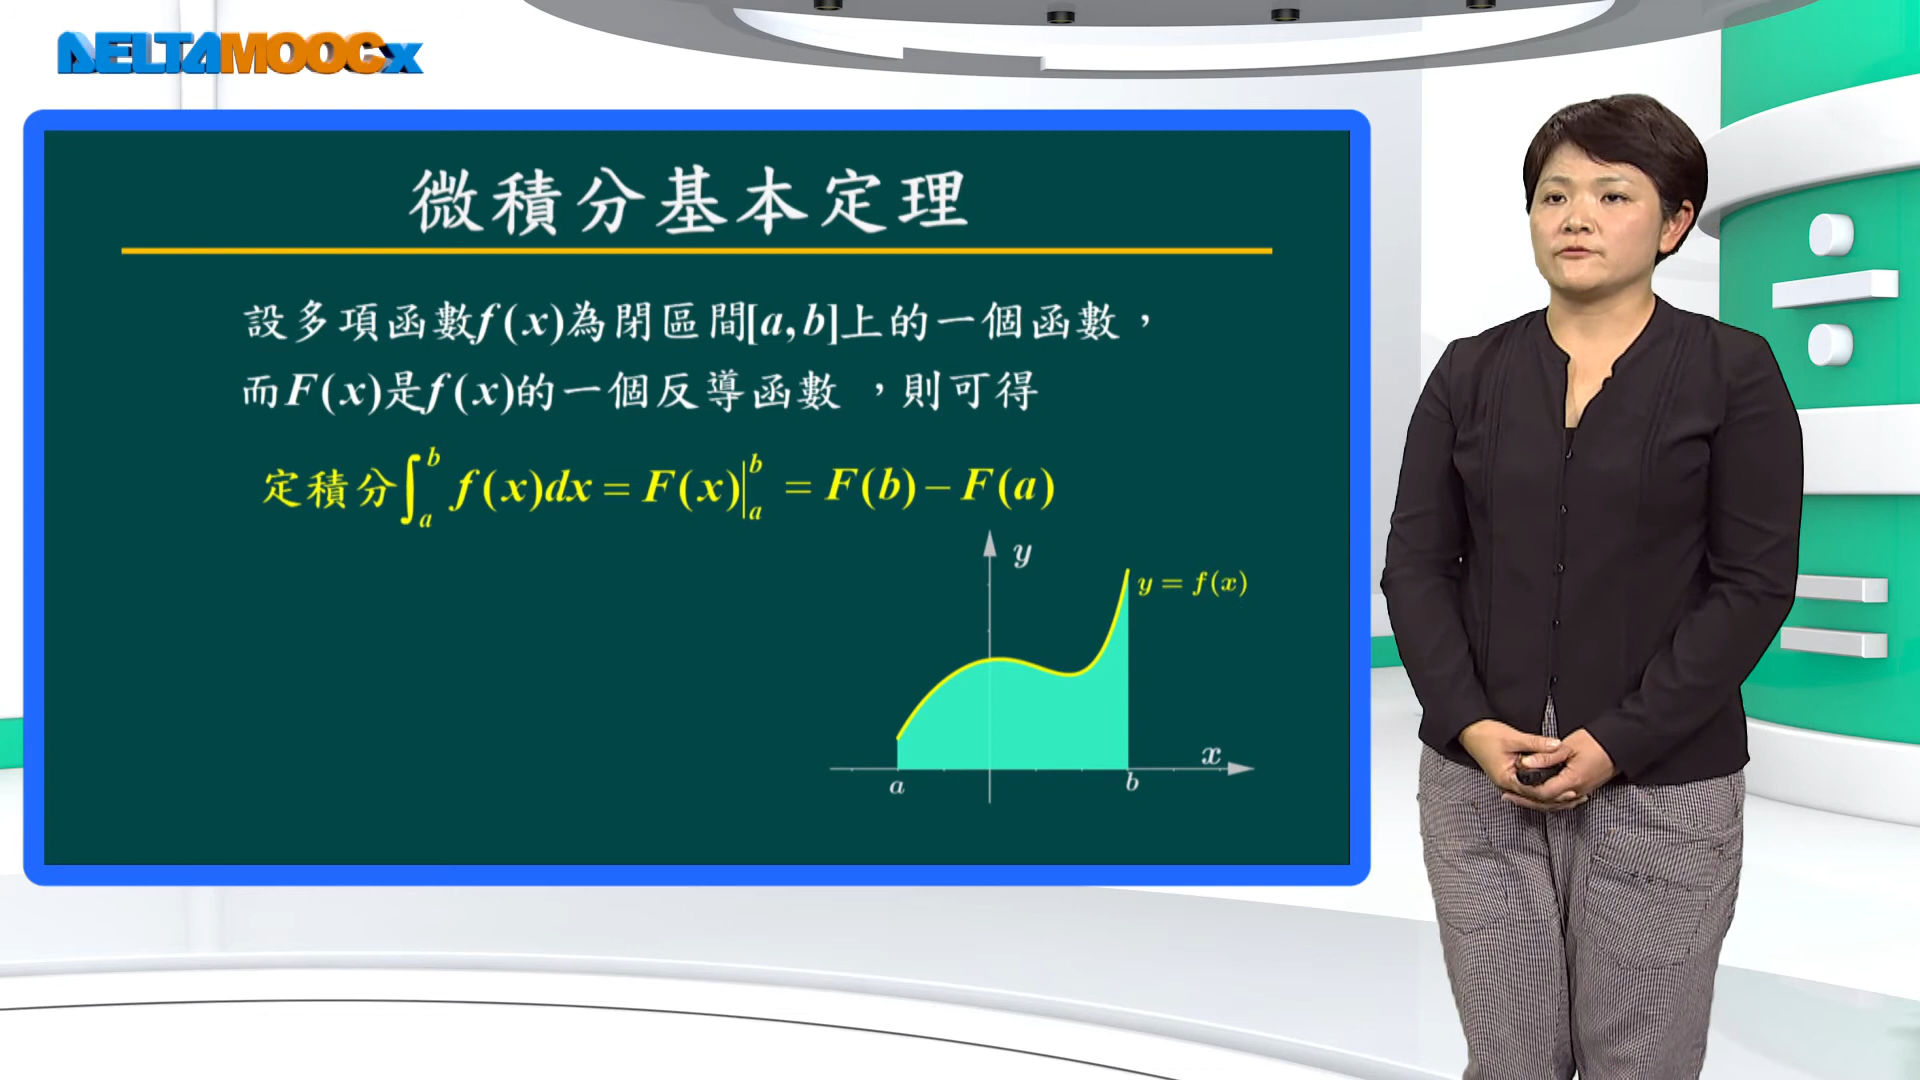 DELTAMOOCx
微積分基本定理
設多項函數f(x)為閉區間[a,b]上的一個函數，
而F(x)是f(x)的一個反導函數，則可得
定積分∫_a^b f(x)dx = F(x)|_a^b = F(b) − F(a)
y
y = f(x)
x
a
b